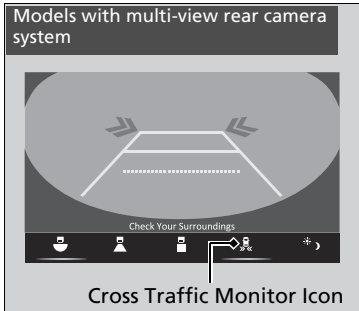 Models with multi-view rear camera
system
Check Your Surroundings
Cross Traffic Monitor Icon